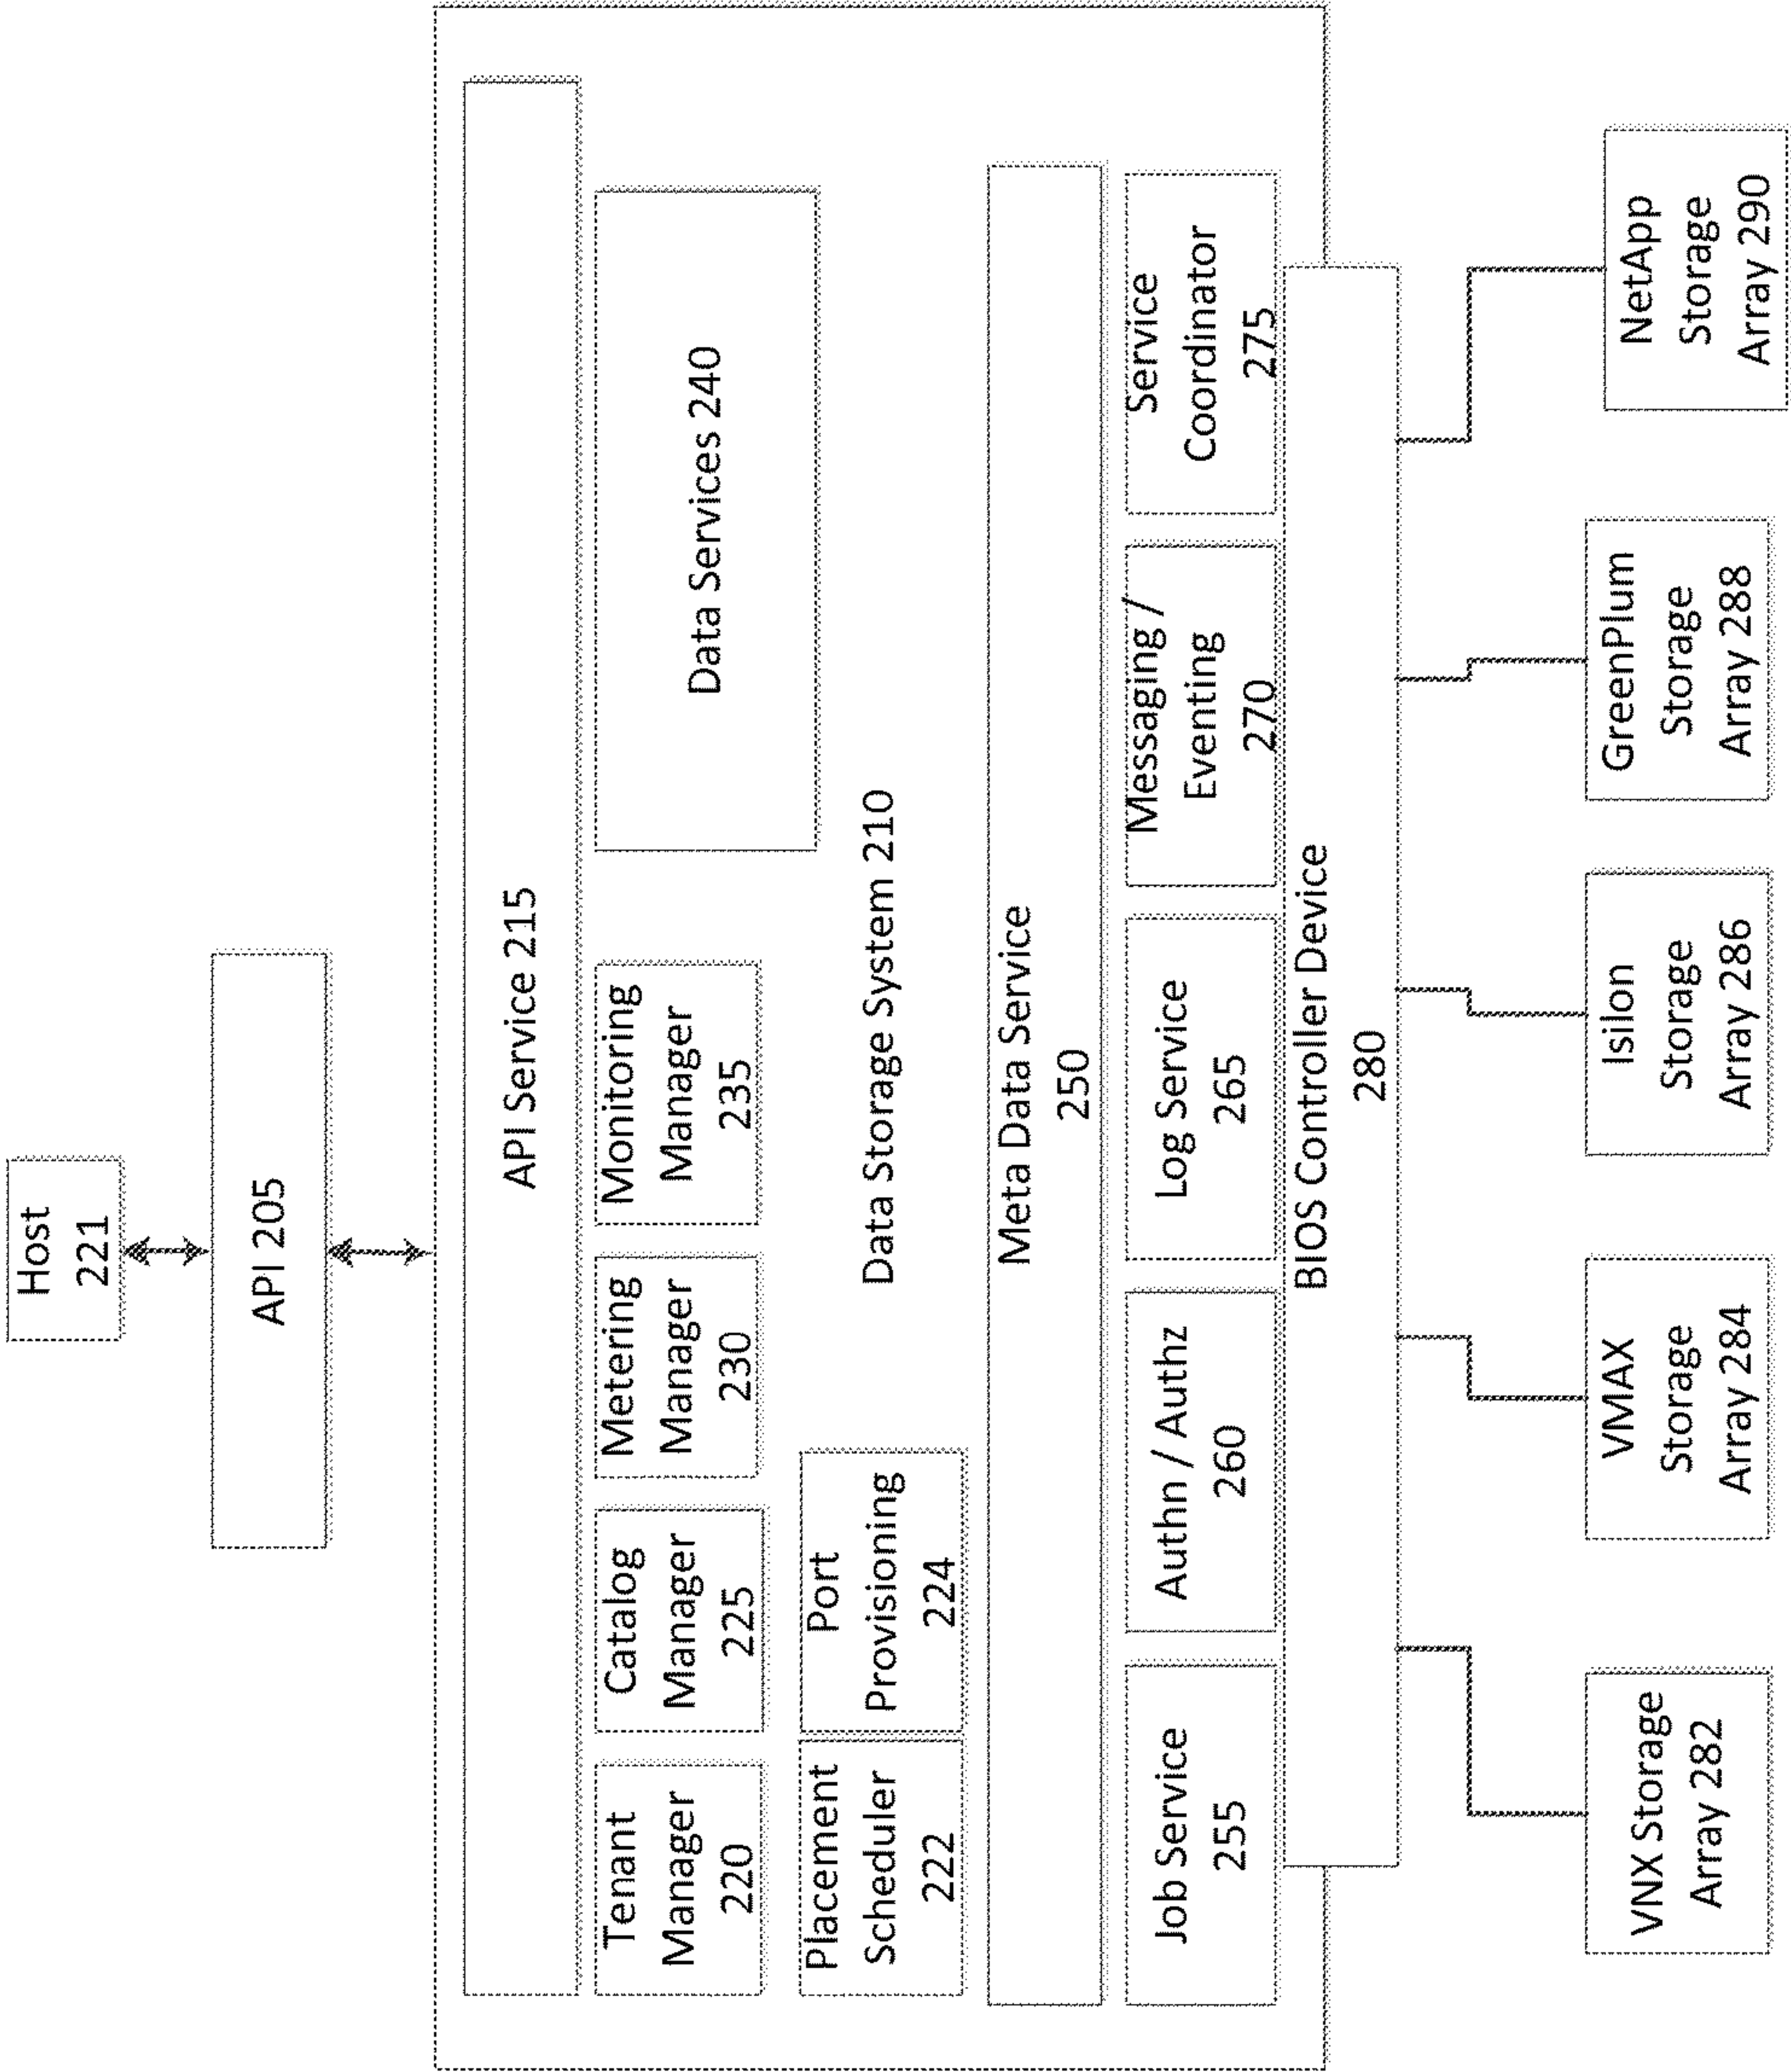 Host
221
API 205
API Service 215
Tenant
Manager
220
Catalog
Manager
225
Metering
Manager
230
Monitoring
Manager
235
Data Services 240
Placement
Scheduler
222
Port
Provisioning
224
Data Storage System 210
Meta Data Service
250
Job Service
255
Authn / Authz
260
Log Service
265
Messaging /
Eventing
270
Service
Coordinator
275
BIOS Controller Device
280
VNX Storage
Array 282
VMAX
Storage
Array 284
Isilon
Storage
Array 286
GreenPlum
Storage
Array 288
NetApp
Storage
Array 290